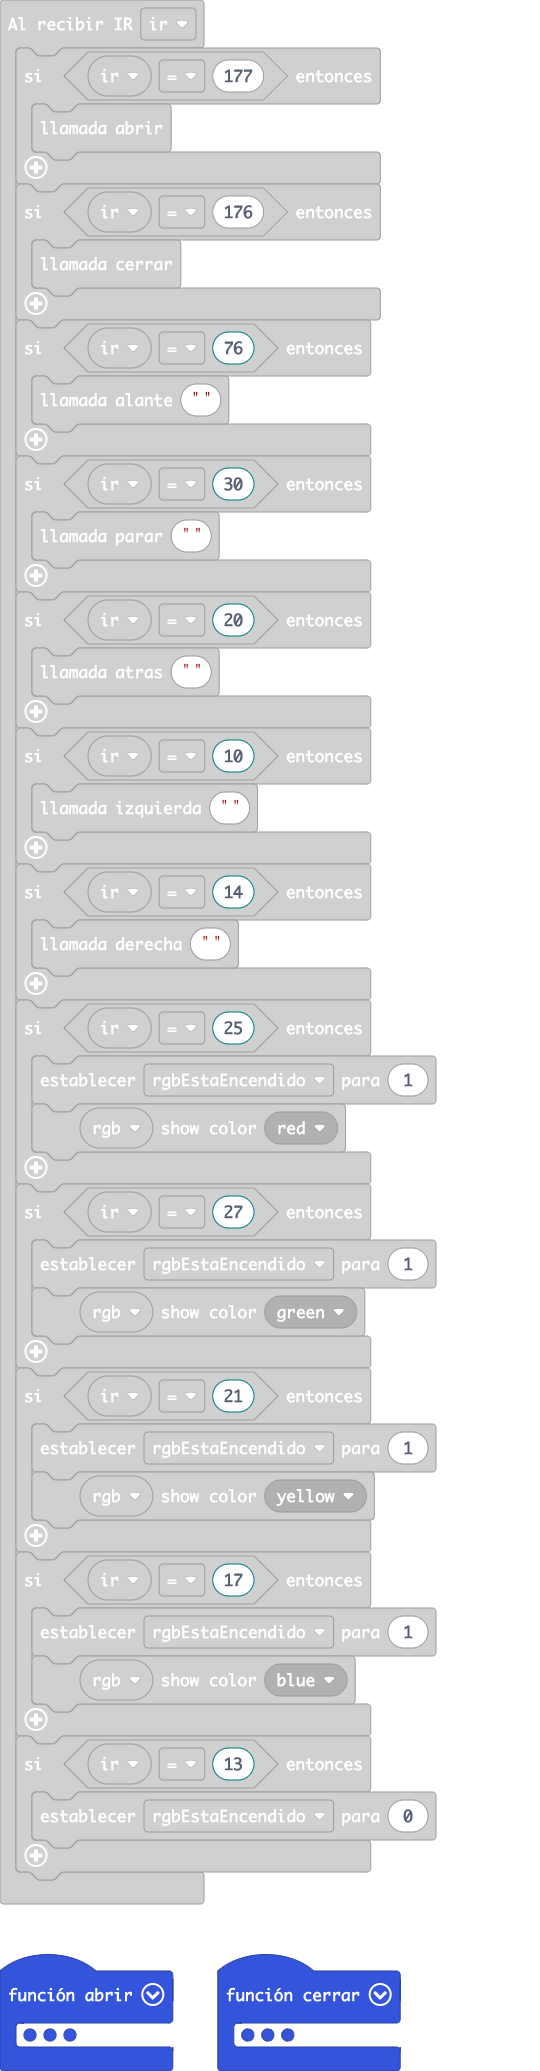 Al recibir IR ir
si ir = 177 entonces
llamada abrir
si ir = 176 entonces
llamada cerrar
si ir = 76 entonces
llamada alante " "
si ir = 30 entonces
llamada parar " "
si ir = 20 entonces
llamada atras " "
si ir = 10 entonces
llamada izquierda " "
si ir = 14 entonces
llamada derecha " "
si ir = 25 entonces
establecer rgbEstaEncendido para 1
rgb show color red
si ir = 27 entonces
establecer rgbEstaEncendido para 1
rgb show color green
si ir = 21 entonces
establecer rgbEstaEncendido para 1
rgb show color yellow
si ir = 17 entonces
establecer rgbEstaEncendido para 1
rgb show color blue
si ir = 13 entonces
establecer rgbEstaEncendido para 0
función abrir función cerrar